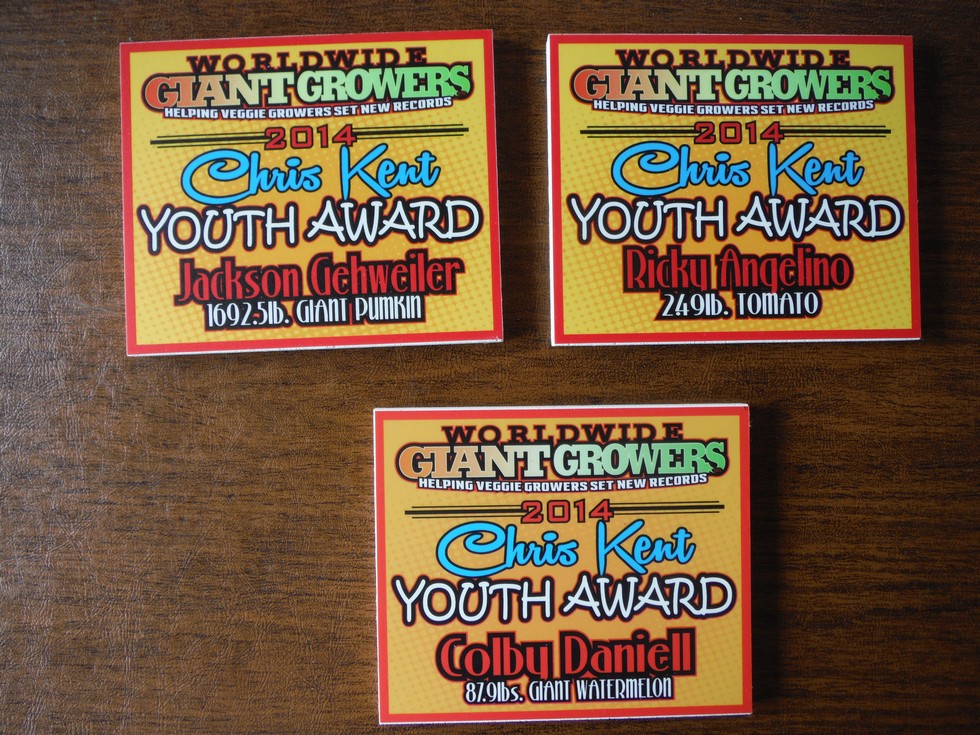 WORLDWIDE
GIANT GROWERS
HELPING VEGGIE GROWERS SET NEW RECORDS
2014
Chris Kent
YOUTH AWARD
Jackson Gehweiler
1692.5lb. GIANT PUMKIN
WORLDWIDE
GIANT GROWERS
HELPING VEGGIE GROWERS SET NEW RECORDS
2014
Chris Kent
YOUTH AWARD
Ricky Angelino
2.49lb. TOMATO
WORLDWIDE
GIANT GROWERS
HELPING VEGGIE GROWERS SET NEW RECORDS
2014
Chris Kent
YOUTH AWARD
Colby Daniell
87.9lbs. GIANT WATERMELON